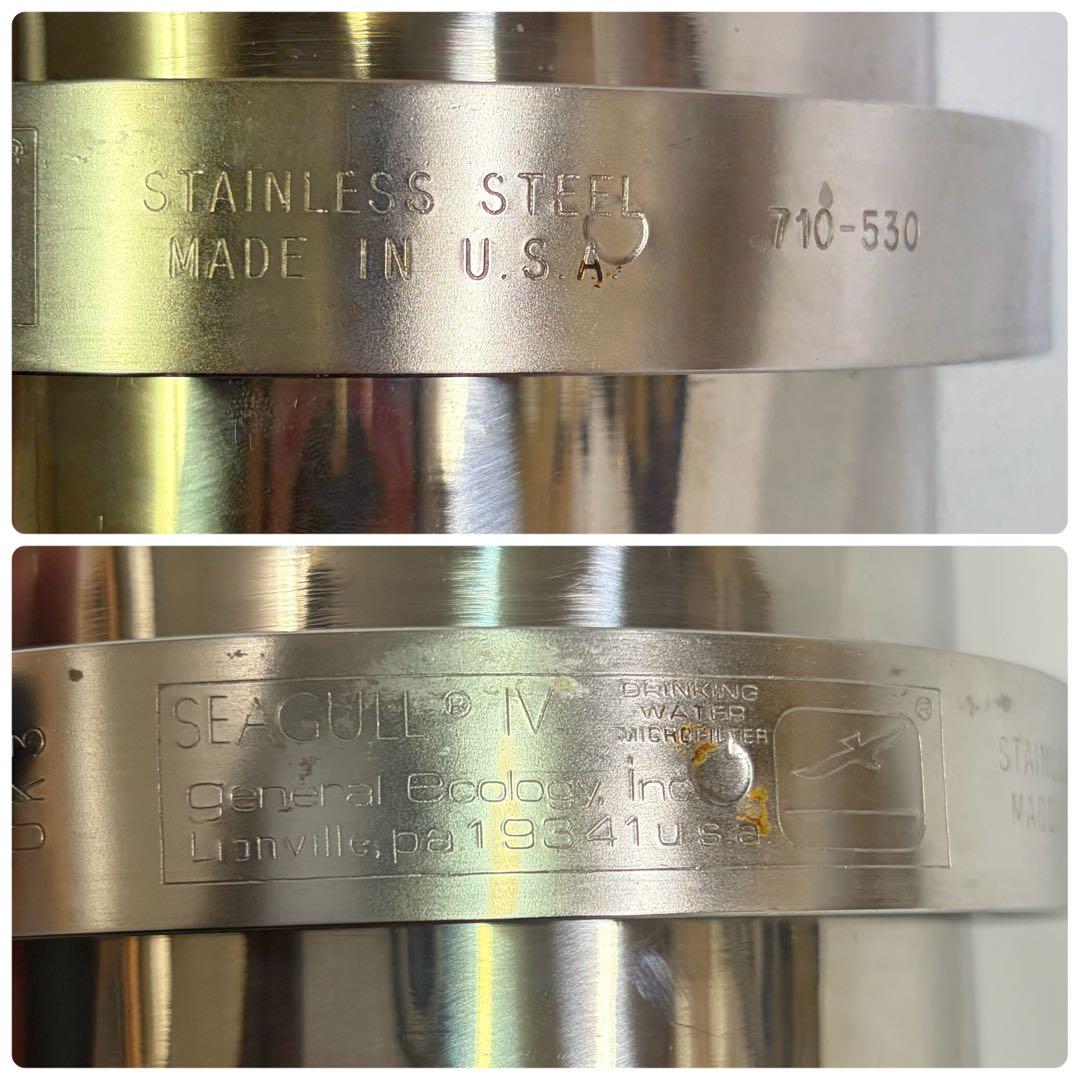 STAINLESS STEEL
MADE IN U.S.A.
710-530
®
SEAGULL® IV
DRINKING
WATER
MICROFILTER
®
general ecology, Inc
Lionville, pa 19341 u.s.a.
STAINL
MADE